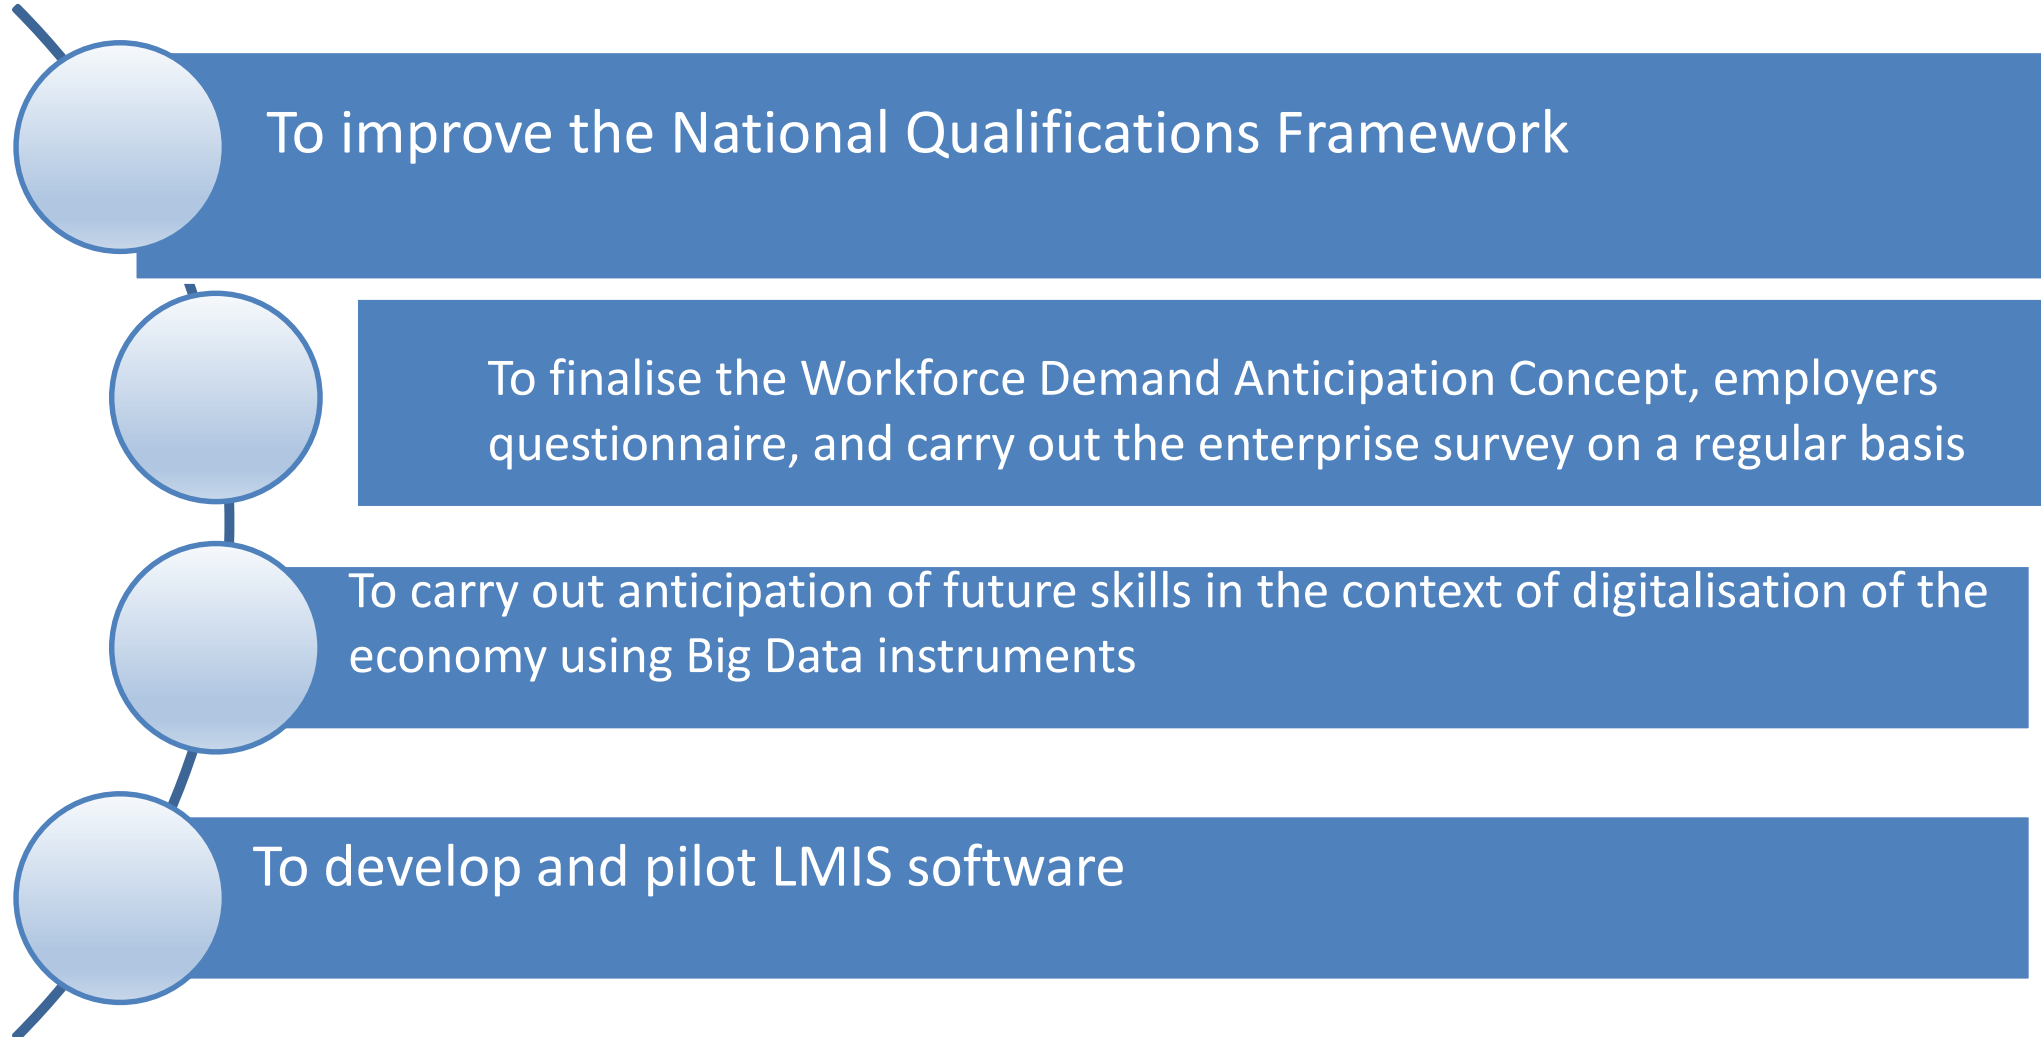 To improve the National Qualifications Framework
To finalise the Workforce Demand Anticipation Concept, employers
questionnaire, and carry out the enterprise survey on a regular basis
To carry out anticipation of future skills in the context of digitalisation of the
economy using Big Data instruments
To develop and pilot LMIS software